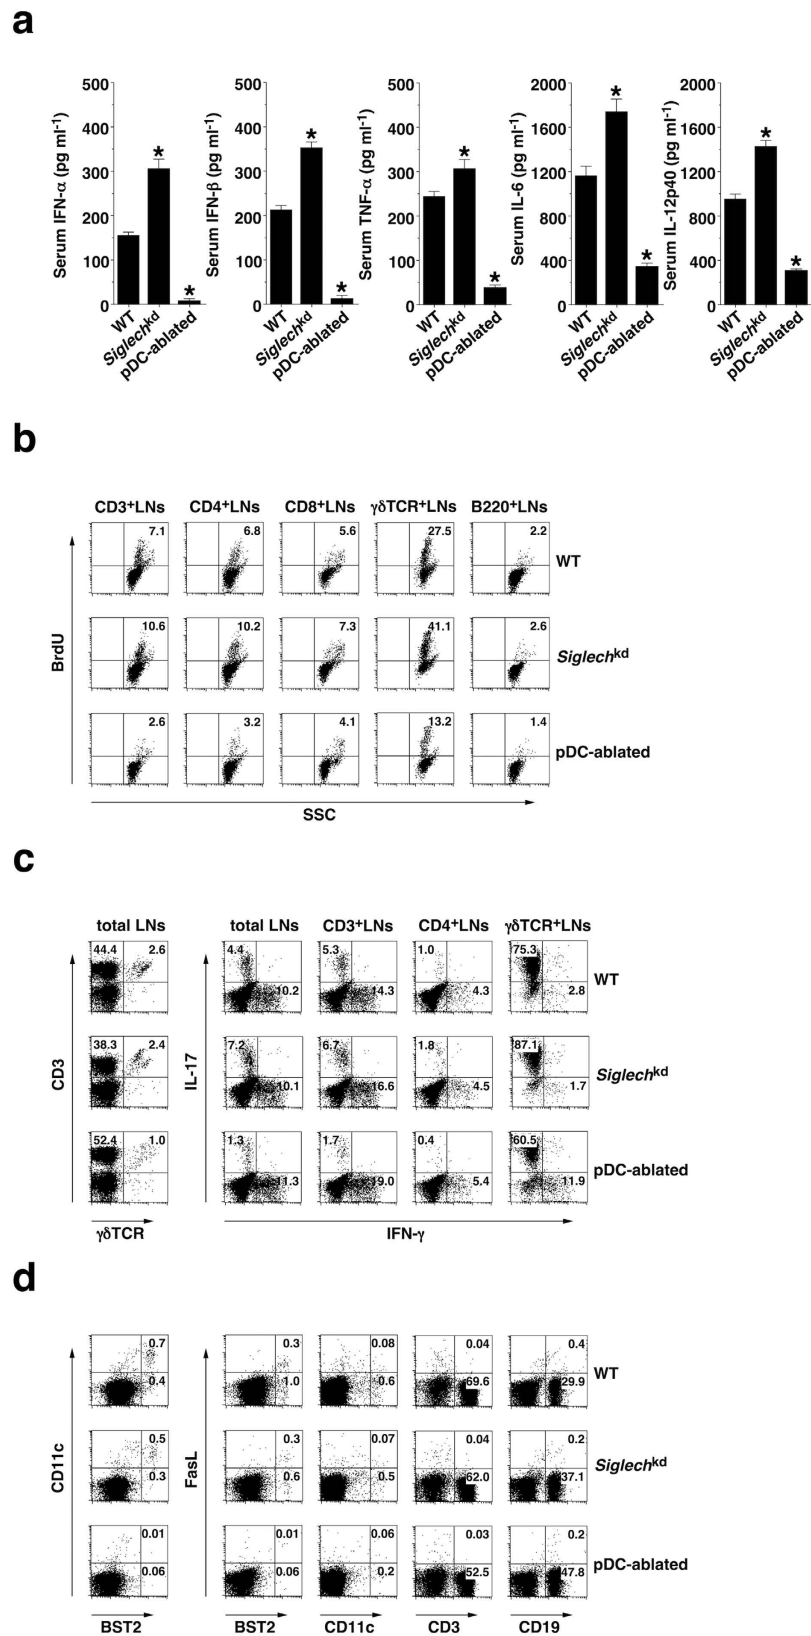 a
500 500 500 2000 2000
400 400 400 1600 1600
300 300 300 1200 1200
200 200 200 800 800
100 100 100 400 400
0 0 0 0 0
Serum IFN-α (pg ml-1)
Serum IFN-β (pg ml-1)
Serum TNF-α (pg ml-1)
Serum IL-6 (pg ml-1)
Serum IL-12p40 (pg ml-1)
* * * * *
* * * * *
WT Siglechkd pDC-ablated
WT Siglechkd pDC-ablated
WT Siglechkd pDC-ablated
WT Siglechkd pDC-ablated
WT Siglechkd pDC-ablated
b
CD3+LNs CD4+LNs CD8+LNs γδTCR+LNs B220+LNs
7.1 6.8 5.6 27.5 2.2
WT
10.6 10.2 7.3 41.1 2.6
Siglechkd
BrdU
2.6 3.2 4.1 13.2 1.4
pDC-ablated
SSC
c
total LNs total LNs CD3+LNs CD4+LNs γδTCR+LNs
44.4 2.6 4.4 5.3 1.0 75.3
WT
10.2 14.3 4.3 2.8
38.3 2.4 7.2 6.7 1.8 87.1
Siglechkd
CD3 IL-17
10.1 16.6 4.5 1.7
52.4 1.0 1.3 1.7 0.4 60.5
pDC-ablated
11.3 19.0 5.4 11.9
γδTCR IFN-γ
d
0.7 0.3 0.08 0.04 0.4
WT
0.4 1.0 0.6 69.6 29.9
0.5 0.3 0.07 0.04 0.2
Siglechkd
CD11c FasL
0.3 0.6 0.5 62.0 37.1
0.01 0.01 0.06 0.03 0.2
pDC-ablated
0.06 0.06 0.2 52.5 47.8
BST2 BST2 CD11c CD3 CD19